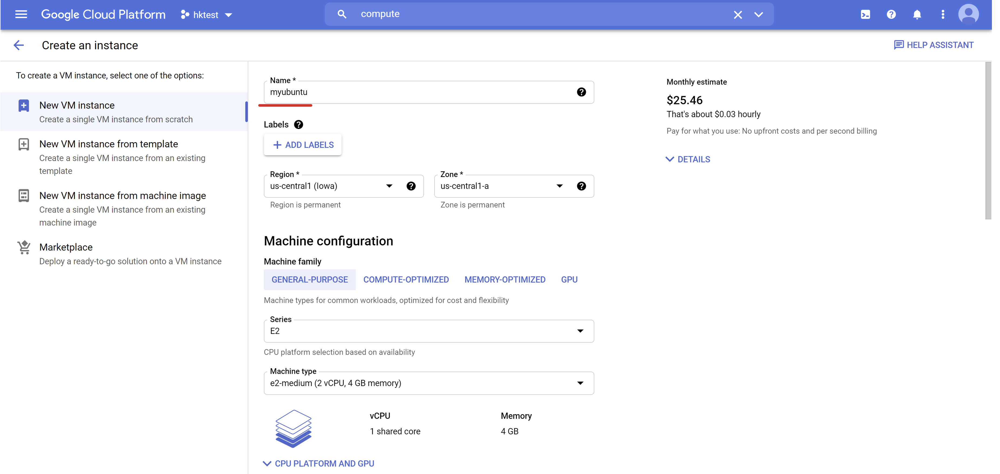 Google Cloud Platform
hktest
compute
Create an instance
HELP ASSISTANT
To create a VM instance, select one of the options:
New VM instance
Create a single VM instance from scratch
New VM instance from template
Create a single VM instance from an existing
template
New VM instance from machine image
Create a single VM instance from an existing
machine image
Marketplace
Deploy a ready-to-go solution onto a VM instance
Name *
myubuntu
Labels
ADD LABELS
Region *
us-central1 (Iowa)
Region is permanent
Zone *
us-central1-a
Zone is permanent
Machine configuration
Machine family
GENERAL-PURPOSE
COMPUTE-OPTIMIZED
MEMORY-OPTIMIZED
GPU
Machine types for common workloads, optimized for cost and flexibility
Series
E2
CPU platform selection based on availability
Machine type
e2-medium (2 vCPU, 4 GB memory)
vCPU
1 shared core
Memory
4 GB
CPU PLATFORM AND GPU
Monthly estimate
$25.46
That's about $0.03 hourly
Pay for what you use: No upfront costs and per second billing
DETAILS